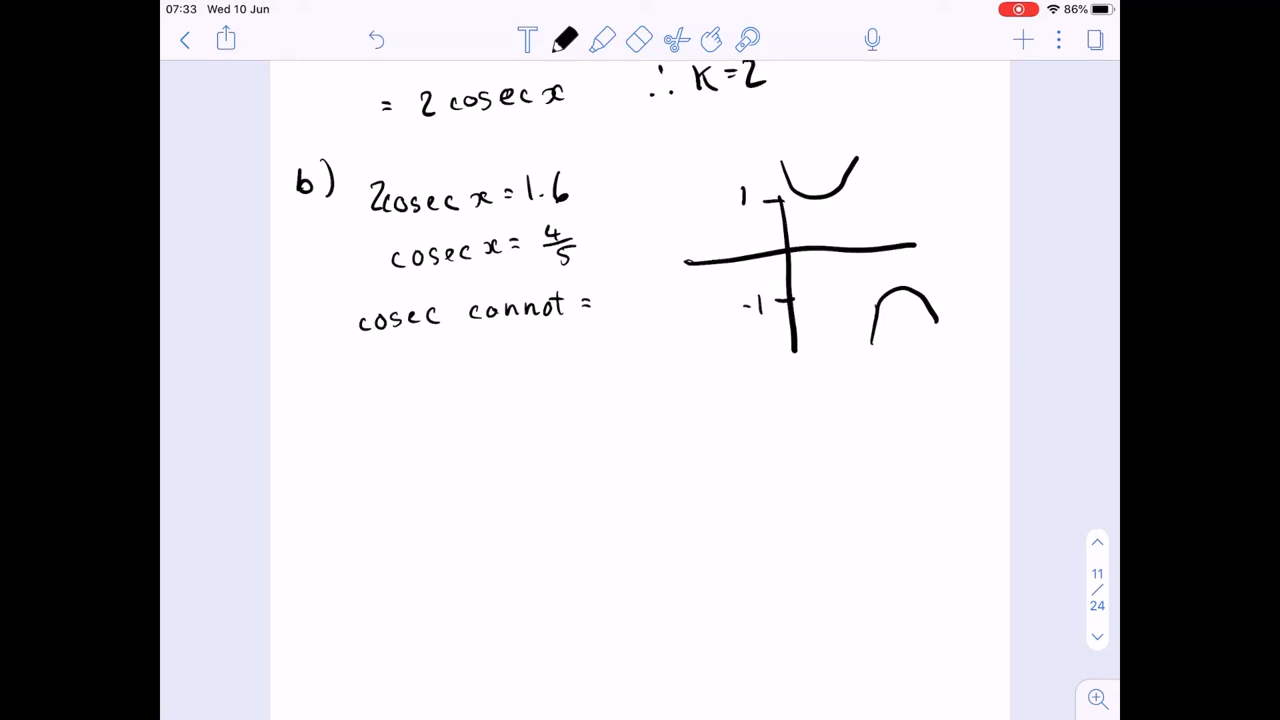 07:33 Wed 10 Jun 86%
T
= 2 cosec x ∴ K = 2
b) 2cosec x = 1.6
cosec x = 4/5
cosec cannot =
1
-1
11
/
24